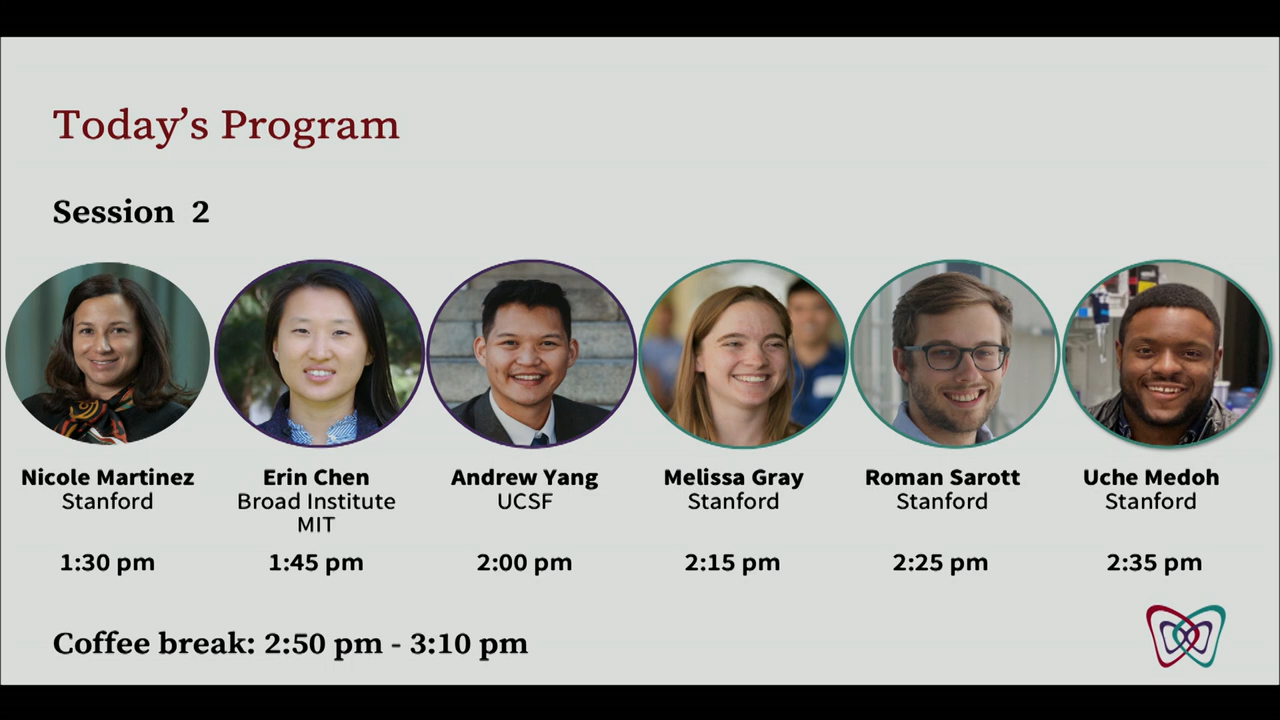 Today’s Program
Session 2
Nicole Martinez
Stanford
1:30 pm
Erin Chen
Broad Institute
MIT
1:45 pm
Andrew Yang
UCSF
2:00 pm
Melissa Gray
Stanford
2:15 pm
Roman Sarott
Stanford
2:25 pm
Uche Medoh
Stanford
2:35 pm
Coffee break: 2:50 pm - 3:10 pm